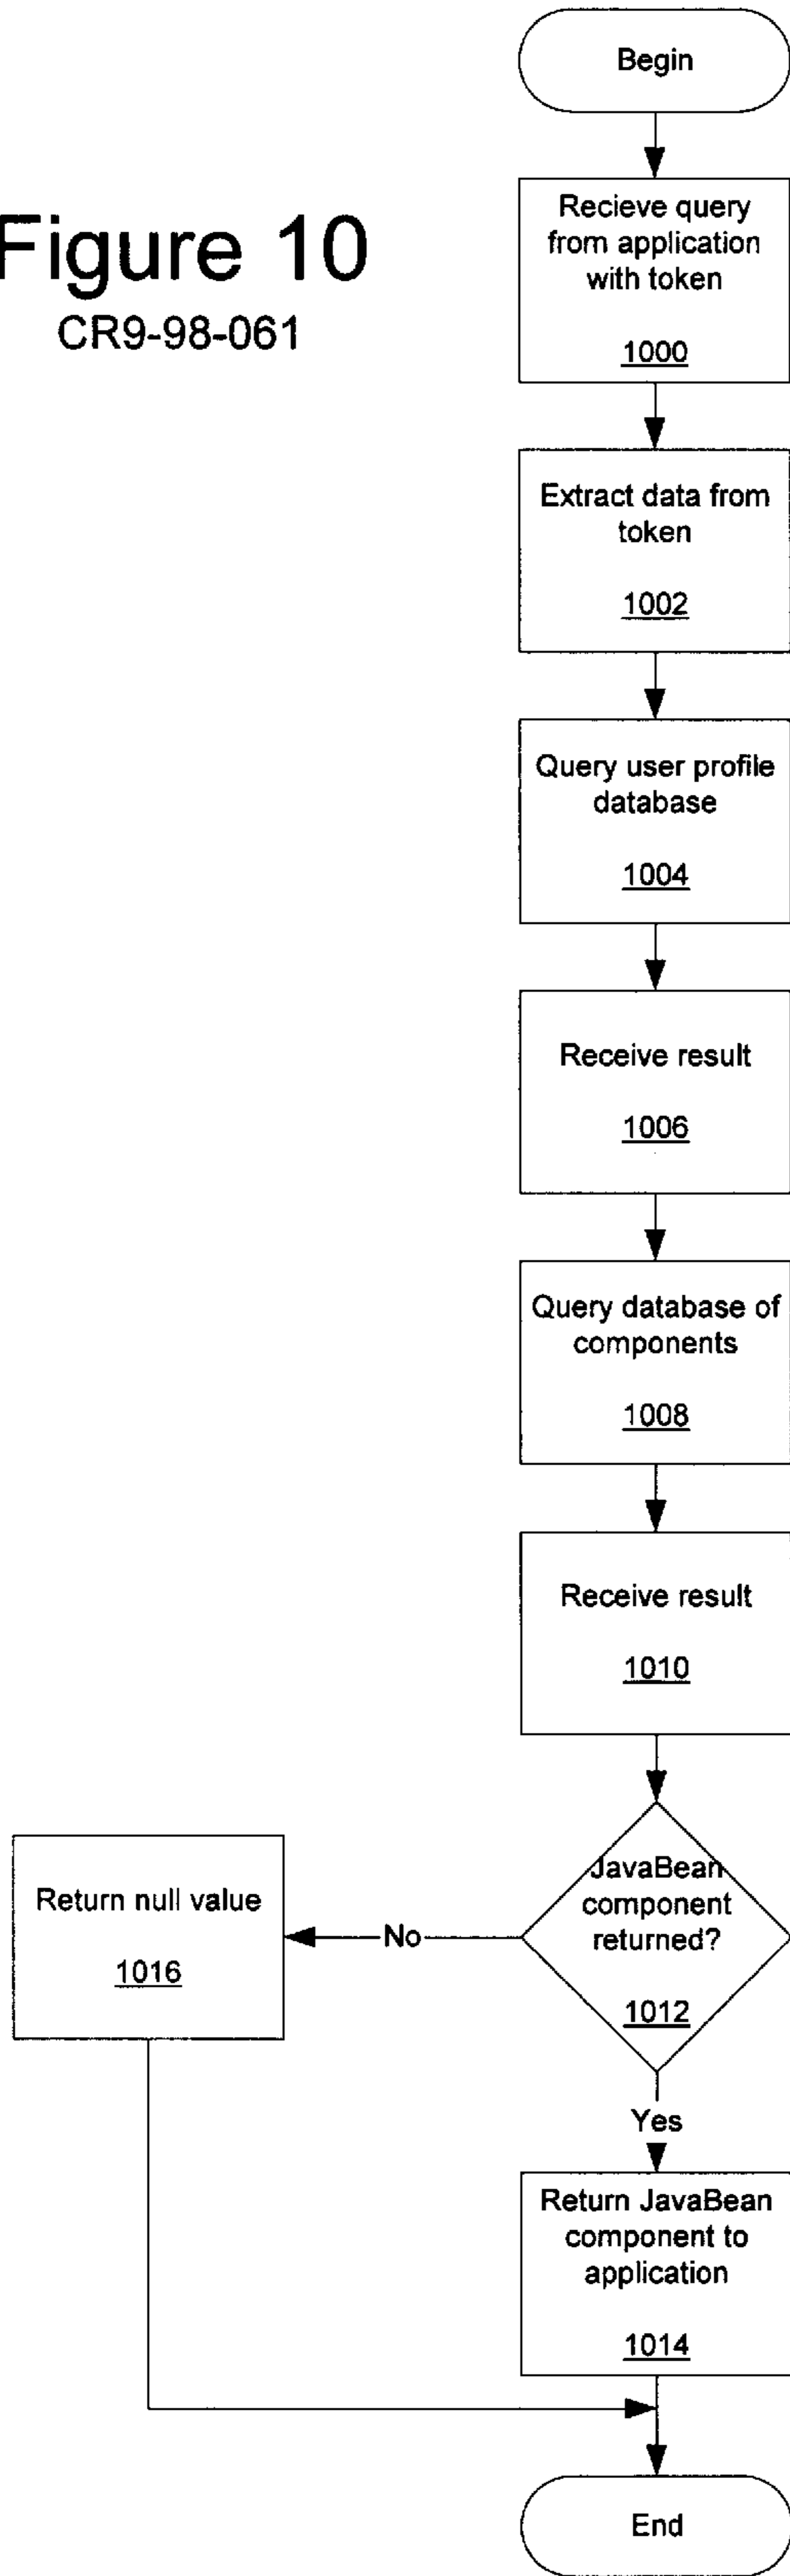 Begin
Figure 10
CR9-98-061
Recieve query
from application
with token
1000
Extract data from
token
1002
Query user profile
database
1004
Receive result
1006
Query database of
components
1008
Receive result
1010
JavaBean
component
returned?
1012
No
Return null value
1016
Yes
Return JavaBean
component to
application
1014
End